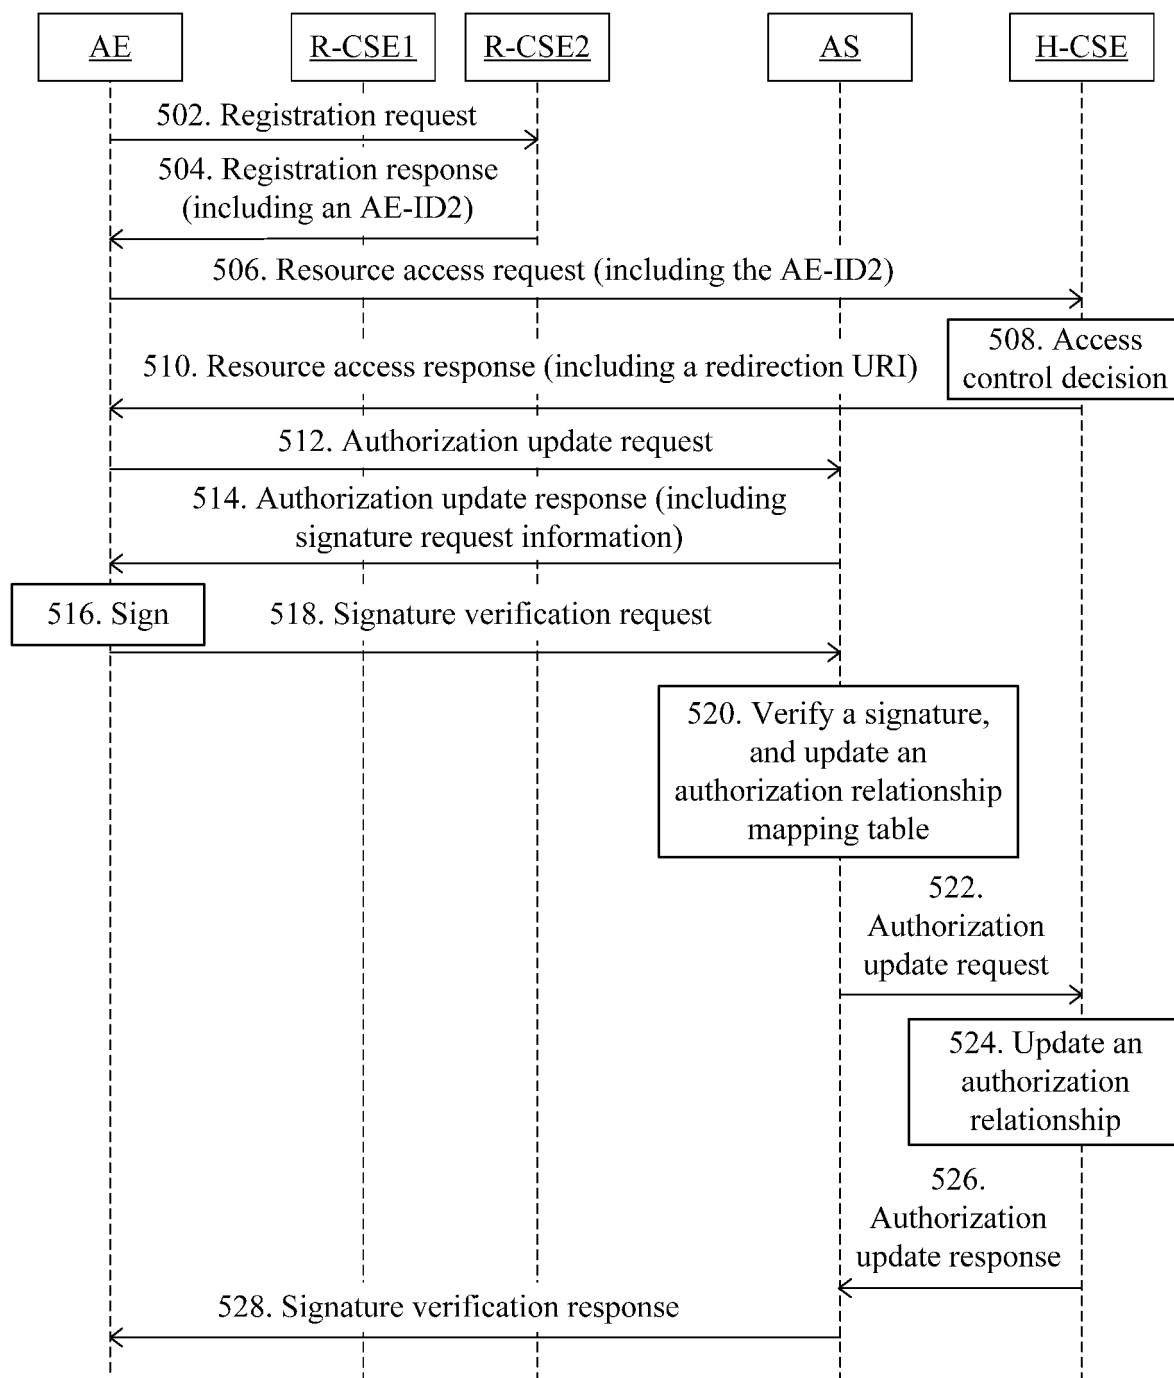 AE
R-CSE1
R-CSE2
AS
H-CSE
502. Registration request
504. Registration response
(including an AE-ID2)
506. Resource access request (including the AE-ID2)
508. Access
control decision
510. Resource access response (including a redirection URI)
512. Authorization update request
514. Authorization update response (including
signature request information)
516. Sign
518. Signature verification request
520. Verify a signature,
and update an
authorization relationship
mapping table
522.
Authorization
update request
524. Update an
authorization
relationship
526.
Authorization
update response
528. Signature verification response